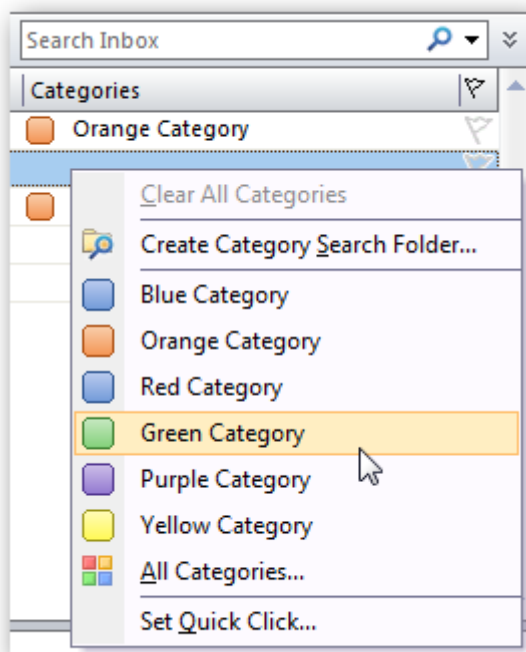 Search Inbox
Categories
Orange Category
Clear All Categories
Create Category Search Folder...
Blue Category
Orange Category
Red Category
Green Category
Purple Category
Yellow Category
All Categories...
Set Quick Click...